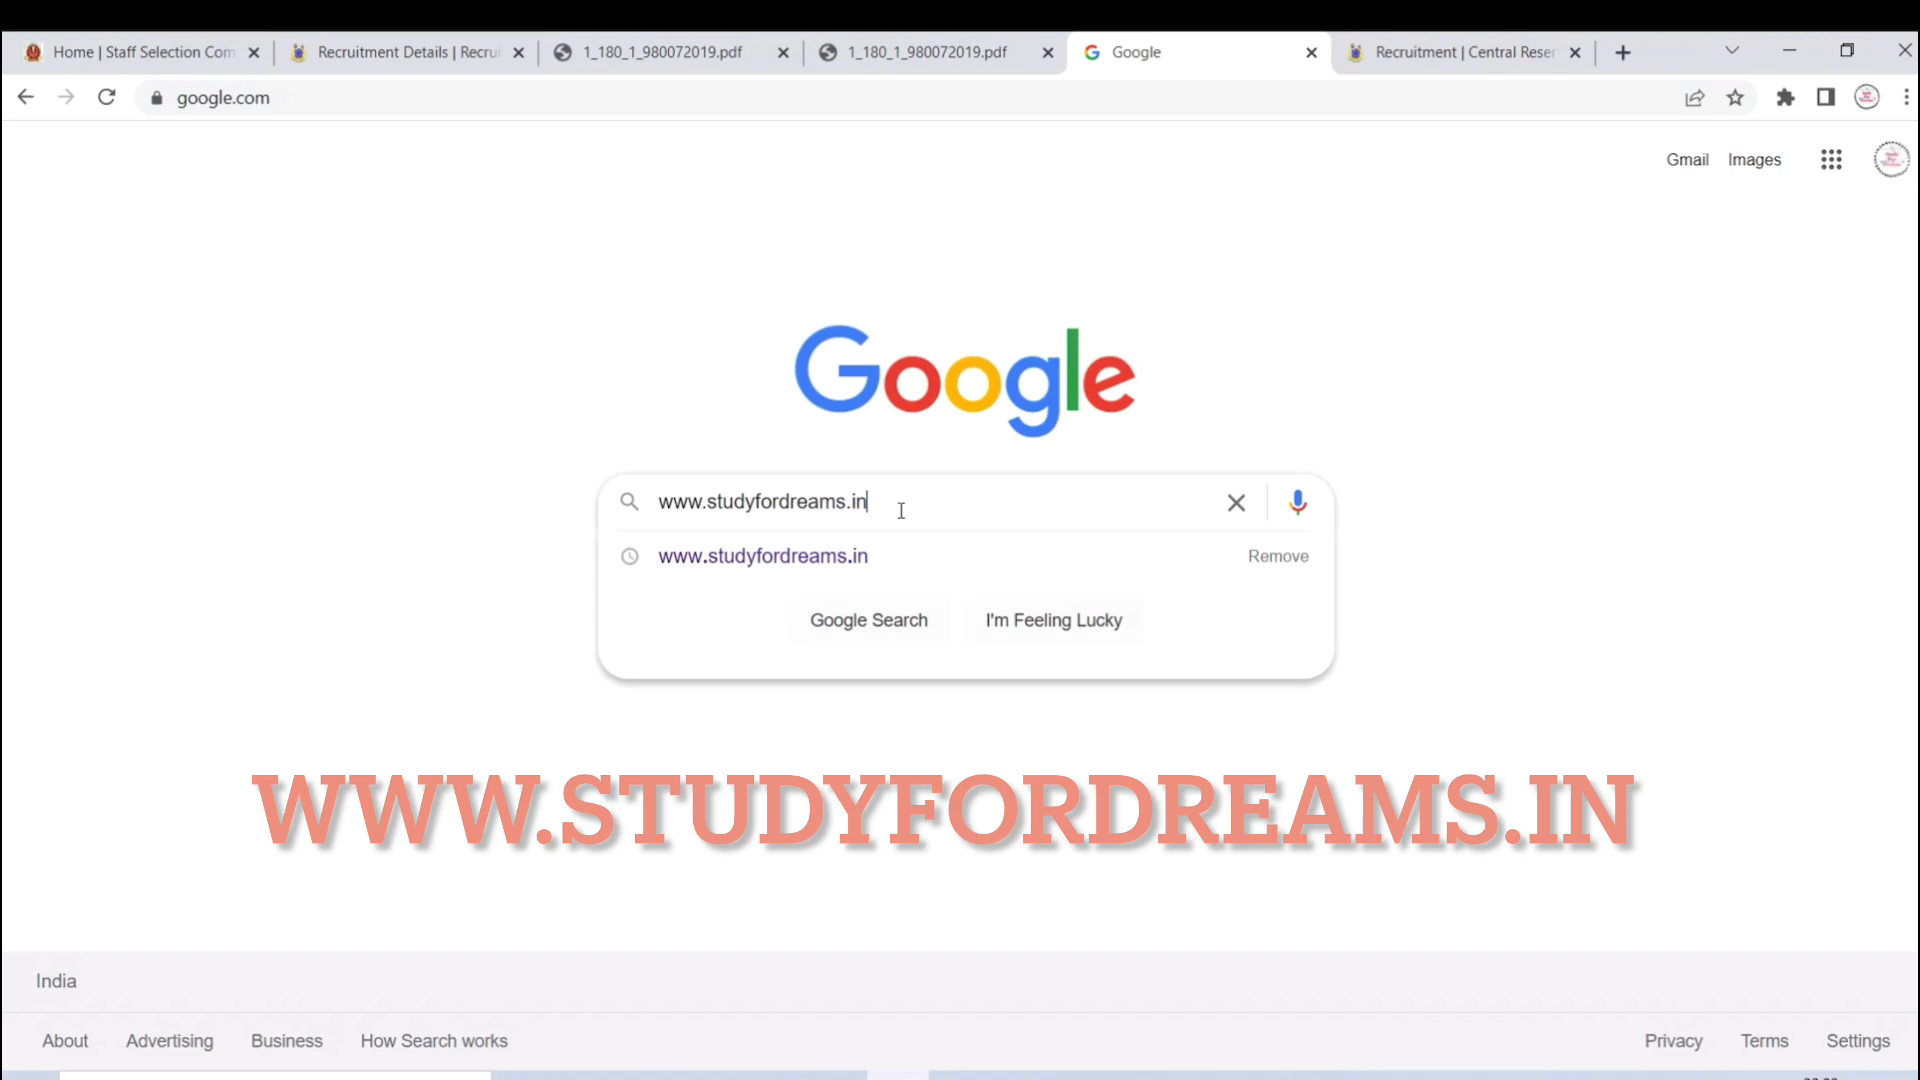 Home | Staff Selection Com
Recruitment Details | Recrui
1_180_1_980072019.pdf
1_180_1_980072019.pdf
Google
Recruitment | Central Reser
google.com
Gmail Images
Google
www.studyfordreams.in
www.studyfordreams.in Remove
Google Search I'm Feeling Lucky
WWW.STUDYFORDREAMS.IN
India
About Advertising Business How Search works Privacy Terms Settings